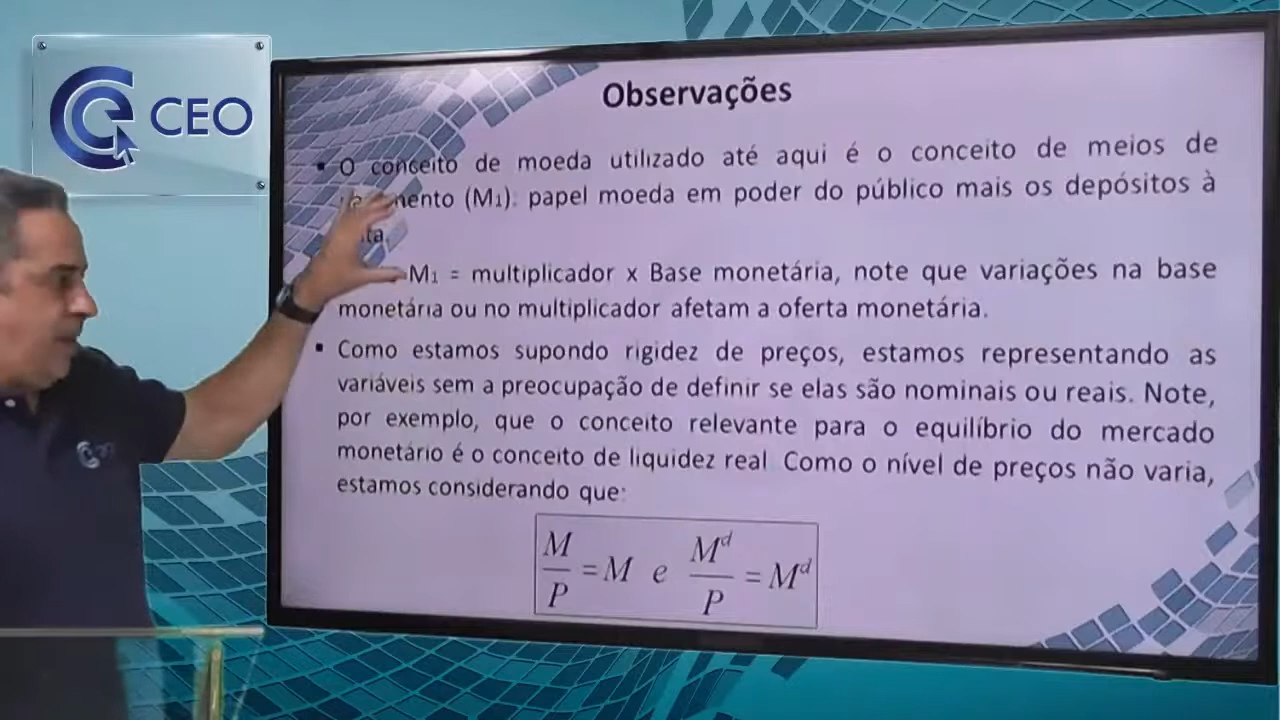 CEO
Observações
▪ O conceito de moeda utilizado até aqui é o conceito de meios de
(M1): papel moeda em poder do público mais os depósitos à
M1 = multiplicador x Base monetária, note que variações na base
monetária ou no multiplicador afetam a oferta monetária.
▪ Como estamos supondo rigidez de preços, estamos representando as
variáveis sem a preocupação de definir se elas são nominais ou reais. Note,
por exemplo, que o conceito relevante para o equilíbrio do mercado
monetário é o conceito de liquidez real. Como o nível de preços não varia,
estamos considerando que:
M/P = M e M^d/P = M^d